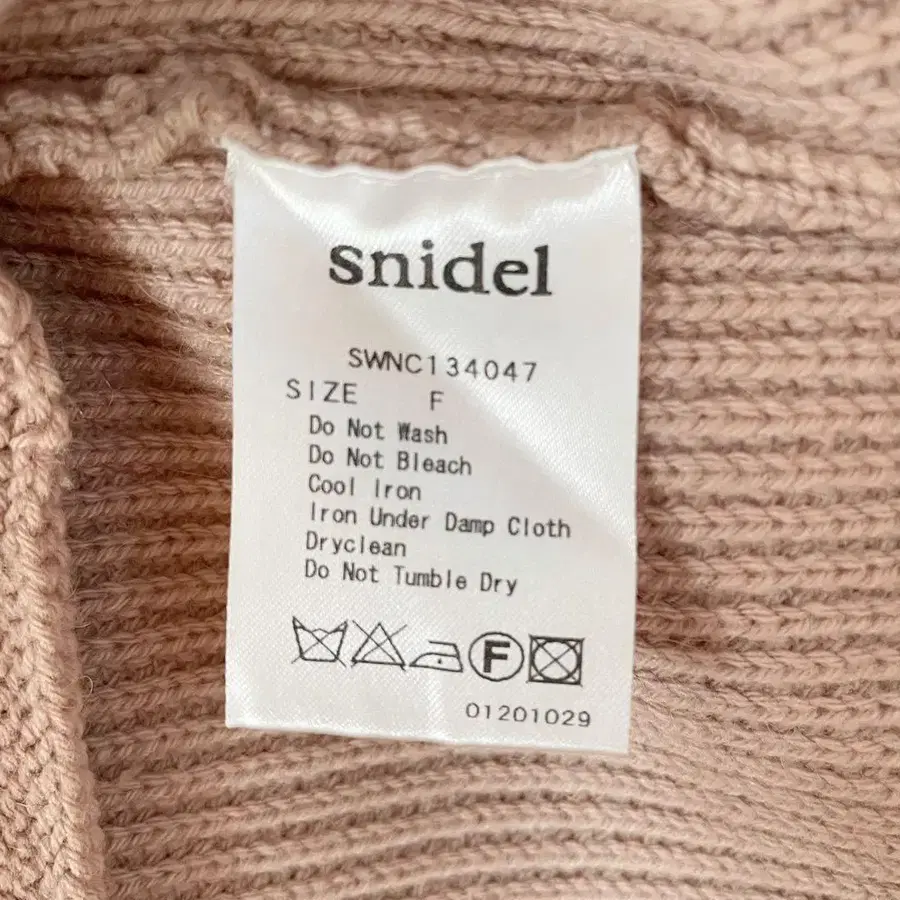 snidel
SWNC134047
SIZE F
Do Not Wash
Do Not Bleach
Cool Iron
Iron Under Damp Cloth
Dryclean
Do Not Tumble Dry
F
01201029